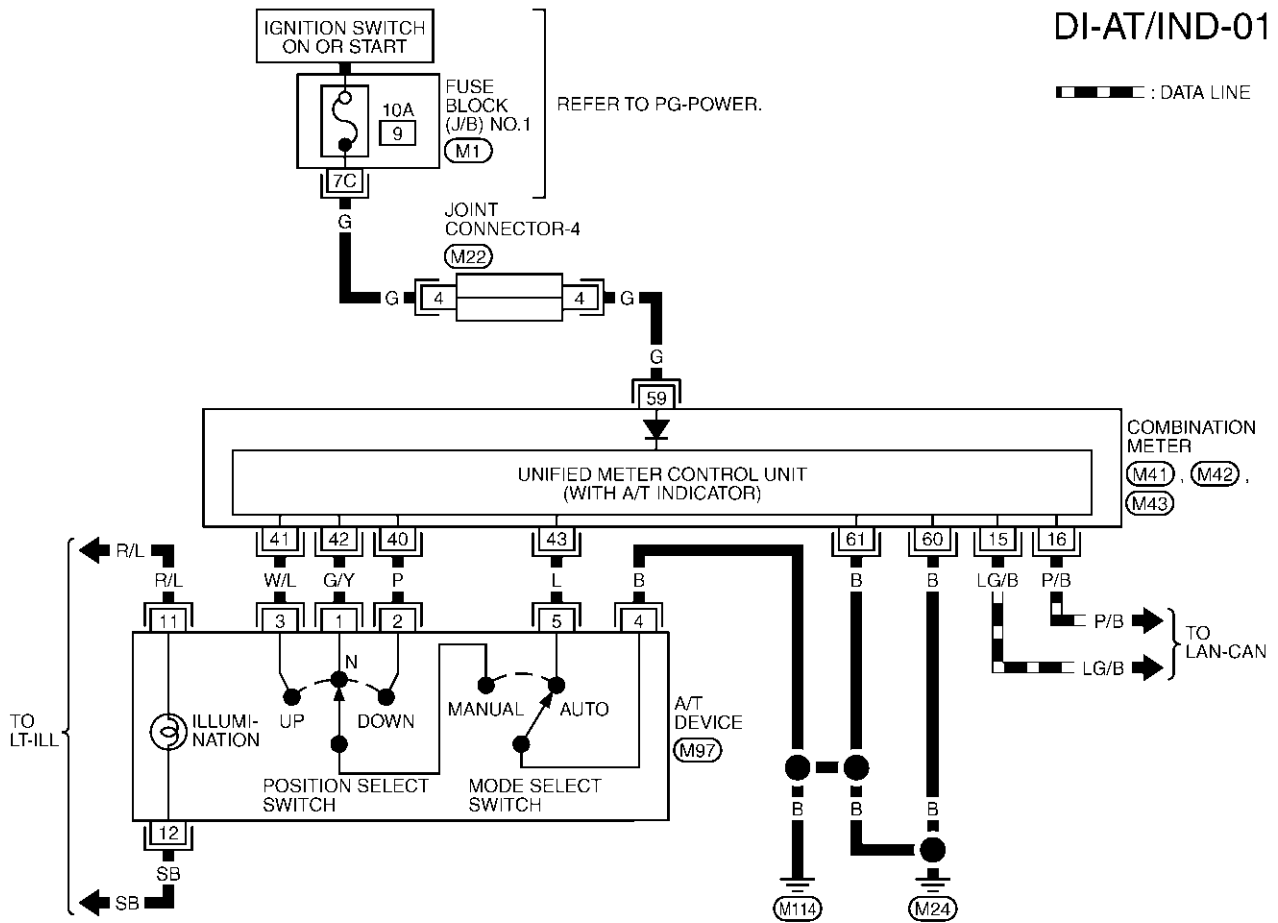 DI-AT/IND-01
IGNITION SWITCH
ON OR START
FUSE
BLOCK
(J/B) NO.1
M1
10A
9
REFER TO PG-POWER.
: DATA LINE
7C
G
JOINT
CONNECTOR-4
M22
G
4
4
G
G
59
COMBINATION
METER
M41 , M42 ,
M43
UNIFIED METER CONTROL UNIT
(WITH A/T INDICATOR)
41
42
40
43
61
60
15
16
R/L
R/L
W/L
G/Y
P
L
B
B
B
LG/B
P/B
P/B
LG/B
TO
LAN-CAN
11
3
1
2
5
4
N
UP
DOWN
MANUAL
AUTO
ILLUMI-
NATION
A/T
DEVICE
M97
TO
LT-ILL
POSITION SELECT
SWITCH
MODE SELECT
SWITCH
12
SB
SB
B
B
B
M114
M24